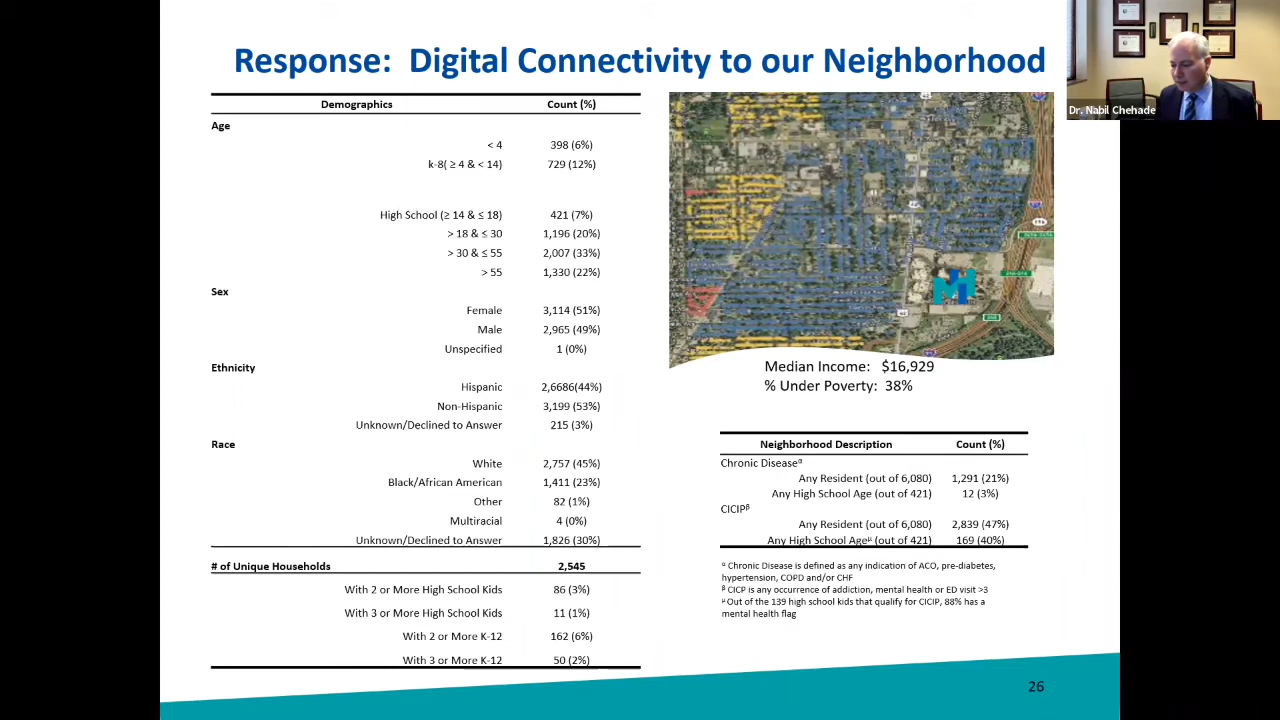 Response: Digital Connectivity to our Neighborhood
Dr. Nabil Chehade
Demographics Count (%)
Age
< 4 398 (6%)
k-8( ≥ 4 & < 14) 729 (12%)
High School (≥ 14 & ≤ 18) 421 (7%)
> 18 & ≤ 30 1,196 (20%)
> 30 & ≤ 55 2,007 (33%)
> 55 1,330 (22%)
Sex
Female 3,114 (51%)
Male 2,965 (49%)
Unspecified 1 (0%)
Ethnicity
Hispanic 2,6686(44%)
Non-Hispanic 3,199 (53%)
Unknown/Declined to Answer 215 (3%)
Race
White 2,757 (45%)
Black/African American 1,411 (23%)
Other 82 (1%)
Multiracial 4 (0%)
Unknown/Declined to Answer 1,826 (30%)
# of Unique Households 2,545
With 2 or More High School Kids 86 (3%)
With 3 or More High School Kids 11 (1%)
With 2 or More K-12 162 (6%)
With 3 or More K-12 50 (2%)
Median Income: $16,929
% Under Poverty: 38%
Neighborhood Description Count (%)
Chronic Diseaseα
Any Resident (out of 6,080) 1,291 (21%)
Any High School Age (out of 421) 12 (3%)
CICIPβ
Any Resident (out of 6,080) 2,839 (47%)
Any High School Ageμ (out of 421) 169 (40%)
α Chronic Disease is defined as any indication of ACO, pre-diabetes,
hypertension, COPD and/or CHF
β CICP is any occurrence of addiction, mental health or ED visit >3
μ Out of the 139 high school kids that qualify for CICIP, 88% has a
mental health flag
26